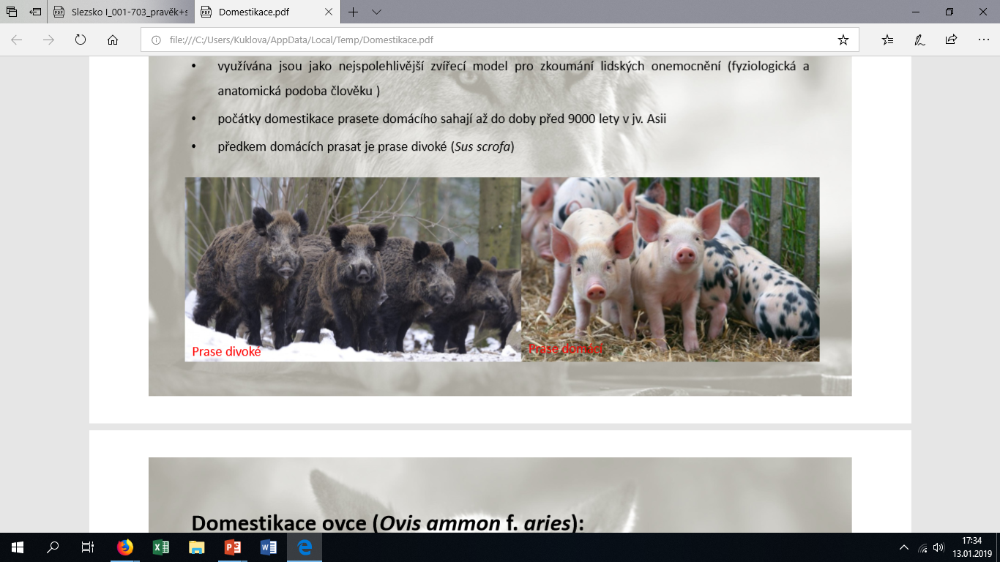 Slezsko I_001-703_pravěk+s
Domestikace.pdf
file:///C:/Users/Kuklova/AppData/Local/Temp/Domestikace.pdf
• využívána jsou jako nejspolehlivější zvířecí model pro zkoumání lidských onemocnění (fyziologická a
anatomická podoba člověku )
• počátky domestikace prasete domácího sahají až do doby před 9000 lety v jv. Asii
• předkem domácích prasat je prase divoké (Sus scrofa)
Prase divoké
Prase domácí
Domestikace ovce (Ovis ammon f. aries):
17:34
13.01.2019